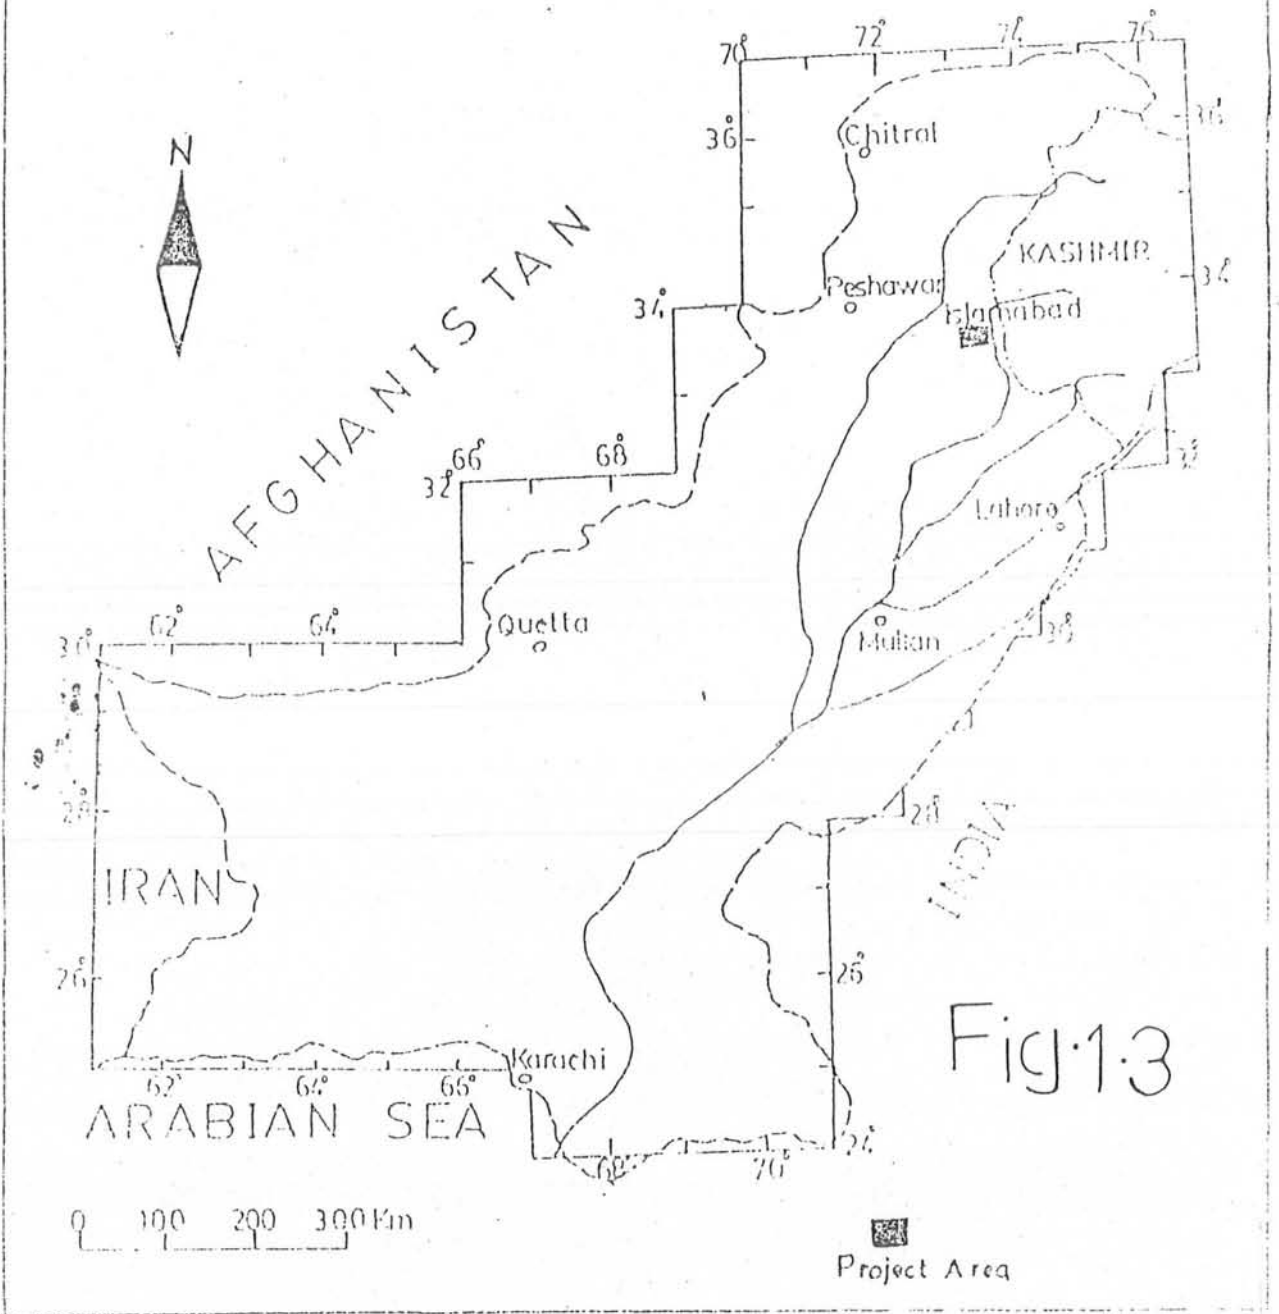 70° 72° 74 76°
N
36° Chitral 36°
AFGHANISTAN
KASHMIR
34° Peshawar 34°
Islamabad
66° 68°
32° 32°
Lahore
62° 64° Quetta
30° Multan 30°
28° 28°
INDIA
IRAN
26° 26°
Fig.1.3
Karachi
62° 64° 66°
ARABIAN SEA
68° 70° 24°
0 100 200 300Km
Project Area